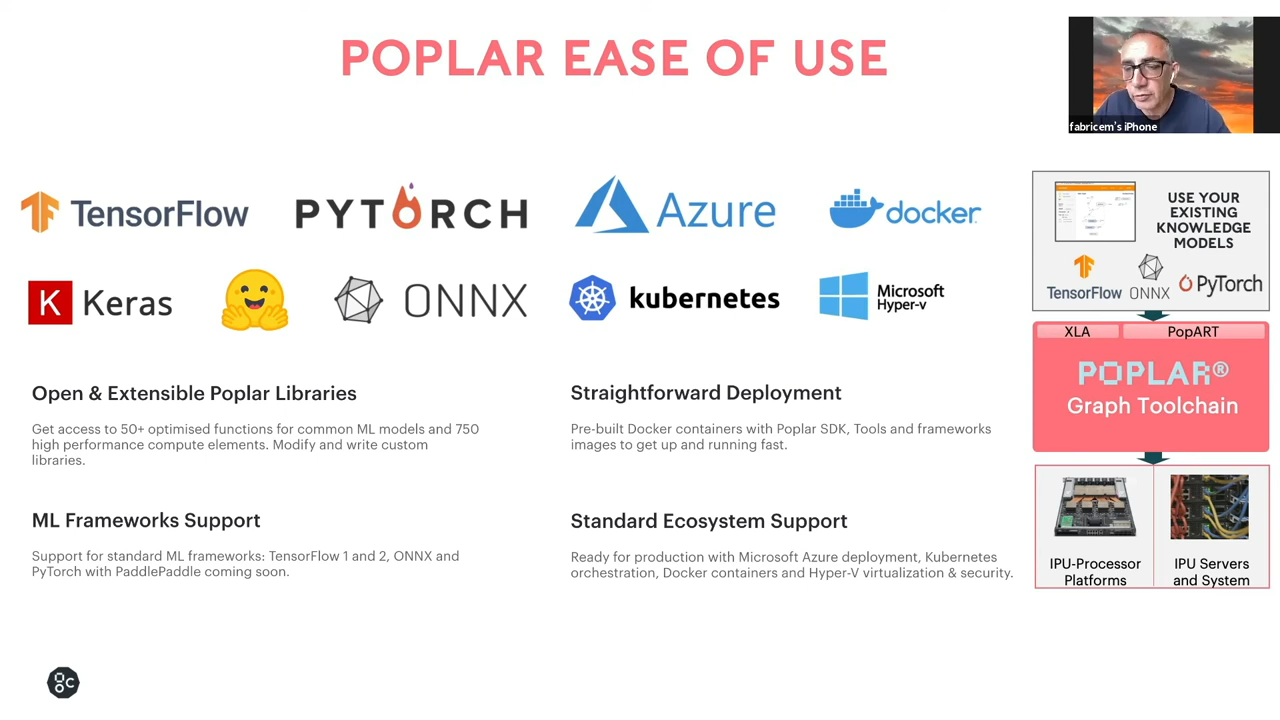 POPLAR EASE OF USE
fabricem's iPhone
TensorFlow
PYTORCH
Azure
docker
K Keras
ONNX
kubernetes
Microsoft
Hyper-v
Open & Extensible Poplar Libraries
Get access to 50+ optimised functions for common ML models and 750
high performance compute elements. Modify and write custom
libraries.
Straightforward Deployment
Pre-built Docker containers with Poplar SDK, Tools and frameworks
images to get up and running fast.
ML Frameworks Support
Support for standard ML frameworks: TensorFlow 1 and 2, ONNX and
PyTorch with PaddlePaddle coming soon.
Standard Ecosystem Support
Ready for production with Microsoft Azure deployment, Kubernetes
orchestration, Docker containers and Hyper-V virtualization & security.
USE YOUR
EXISTING
KNOWLEDGE
MODELS
TensorFlow
ONNX
PyTorch
XLA
PopART
POPLAR®
Graph Toolchain
IPU-Processor
Platforms
IPU Servers
and System